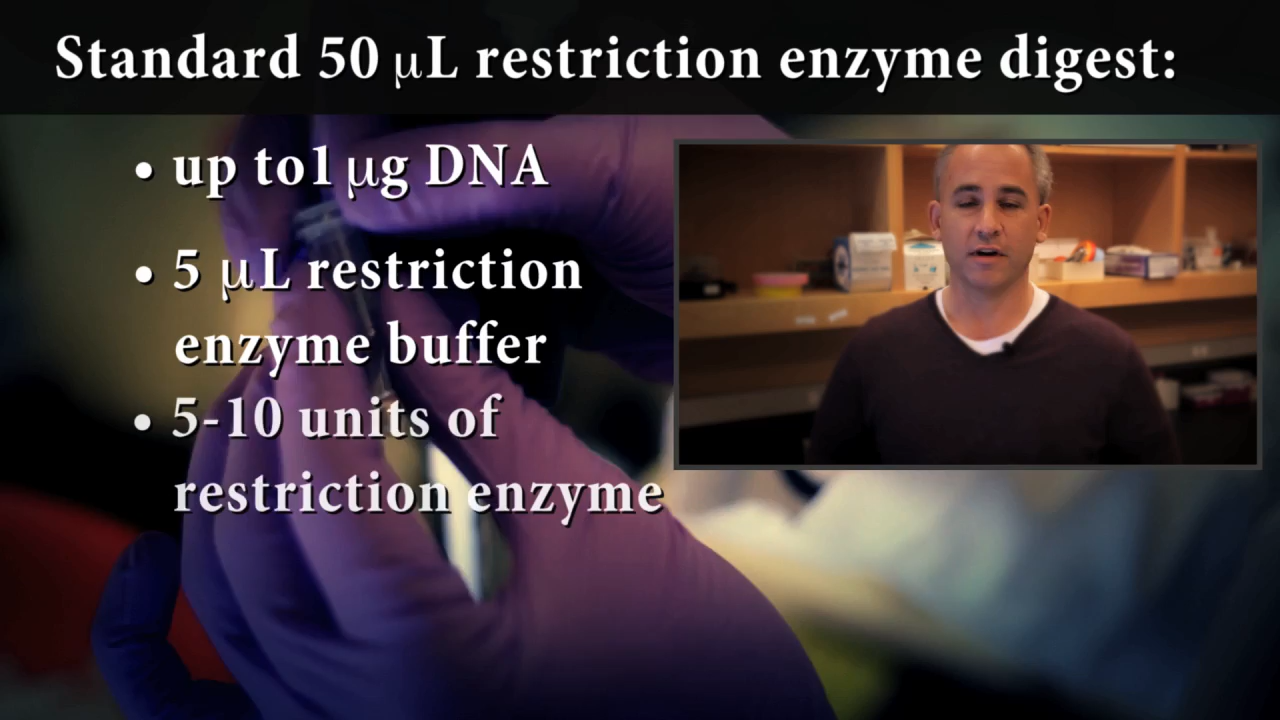 Standard 50 μL restriction enzyme digest:
• up to1 μg DNA
• 5 μL restriction
enzyme buffer
• 5-10 units of
restriction enzyme